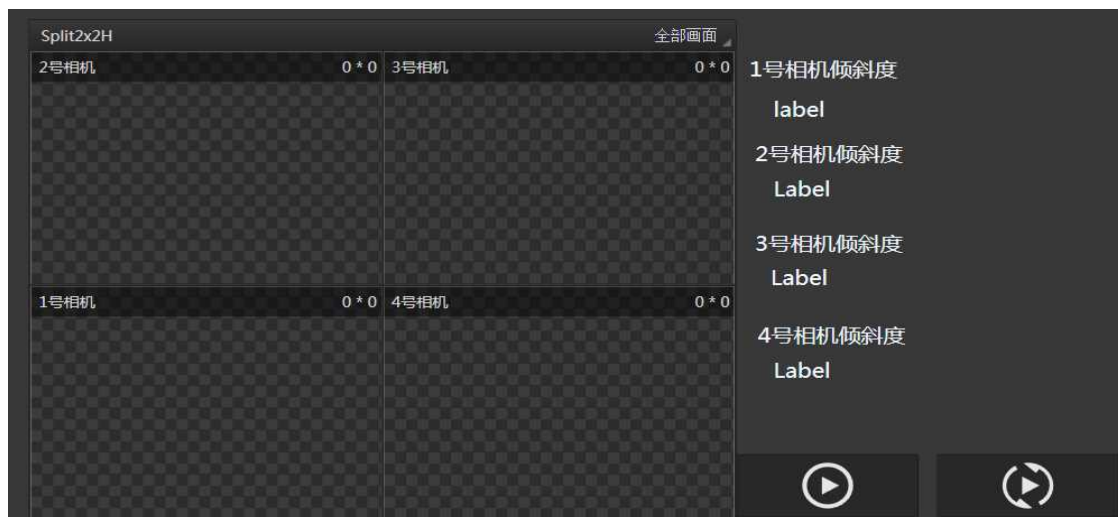 Split2x2H 全部画面
2号相机 0 * 0 3号相机 0 * 0
1号相机 0 * 0 4号相机 0 * 0
1号相机倾斜度
label
2号相机倾斜度
Label
3号相机倾斜度
Label
4号相机倾斜度
Label